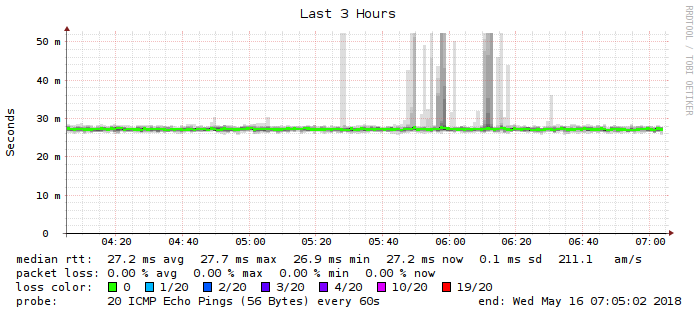 Last 3 Hours
RRDTOOL / TOBI OETIKER
Seconds
50 m
40 m
30 m
20 m
10 m
0
04:20 04:40 05:00 05:20 05:40 06:00 06:20 06:40 07:00
median rtt: 27.2 ms avg 27.7 ms max 26.9 ms min 27.2 ms now 0.1 ms sd 211.1 am/s
packet loss: 0.00 % avg 0.00 % max 0.00 % min 0.00 % now
loss color: 0 1/20 2/20 3/20 4/20 10/20 19/20
probe: 20 ICMP Echo Pings (56 Bytes) every 60s end: Wed May 16 07:05:02 2018